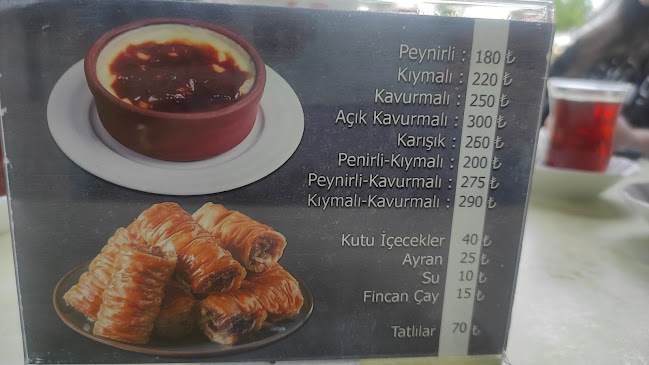 Peynirli : 180 ₺
Kıymalı : 220 ₺
Kavurmalı : 250 ₺
Açık Kavurmalı : 300 ₺
Karışık : 260 ₺
Penirli-Kıymalı : 200 ₺
Peynirli-Kavurmalı : 275 ₺
Kıymalı-Kavurmalı : 290 ₺
Kutu İçecekler 40 ₺
Ayran 25 ₺
Su 10 ₺
Fincan Çay 15 ₺
Tatlılar 70 ₺